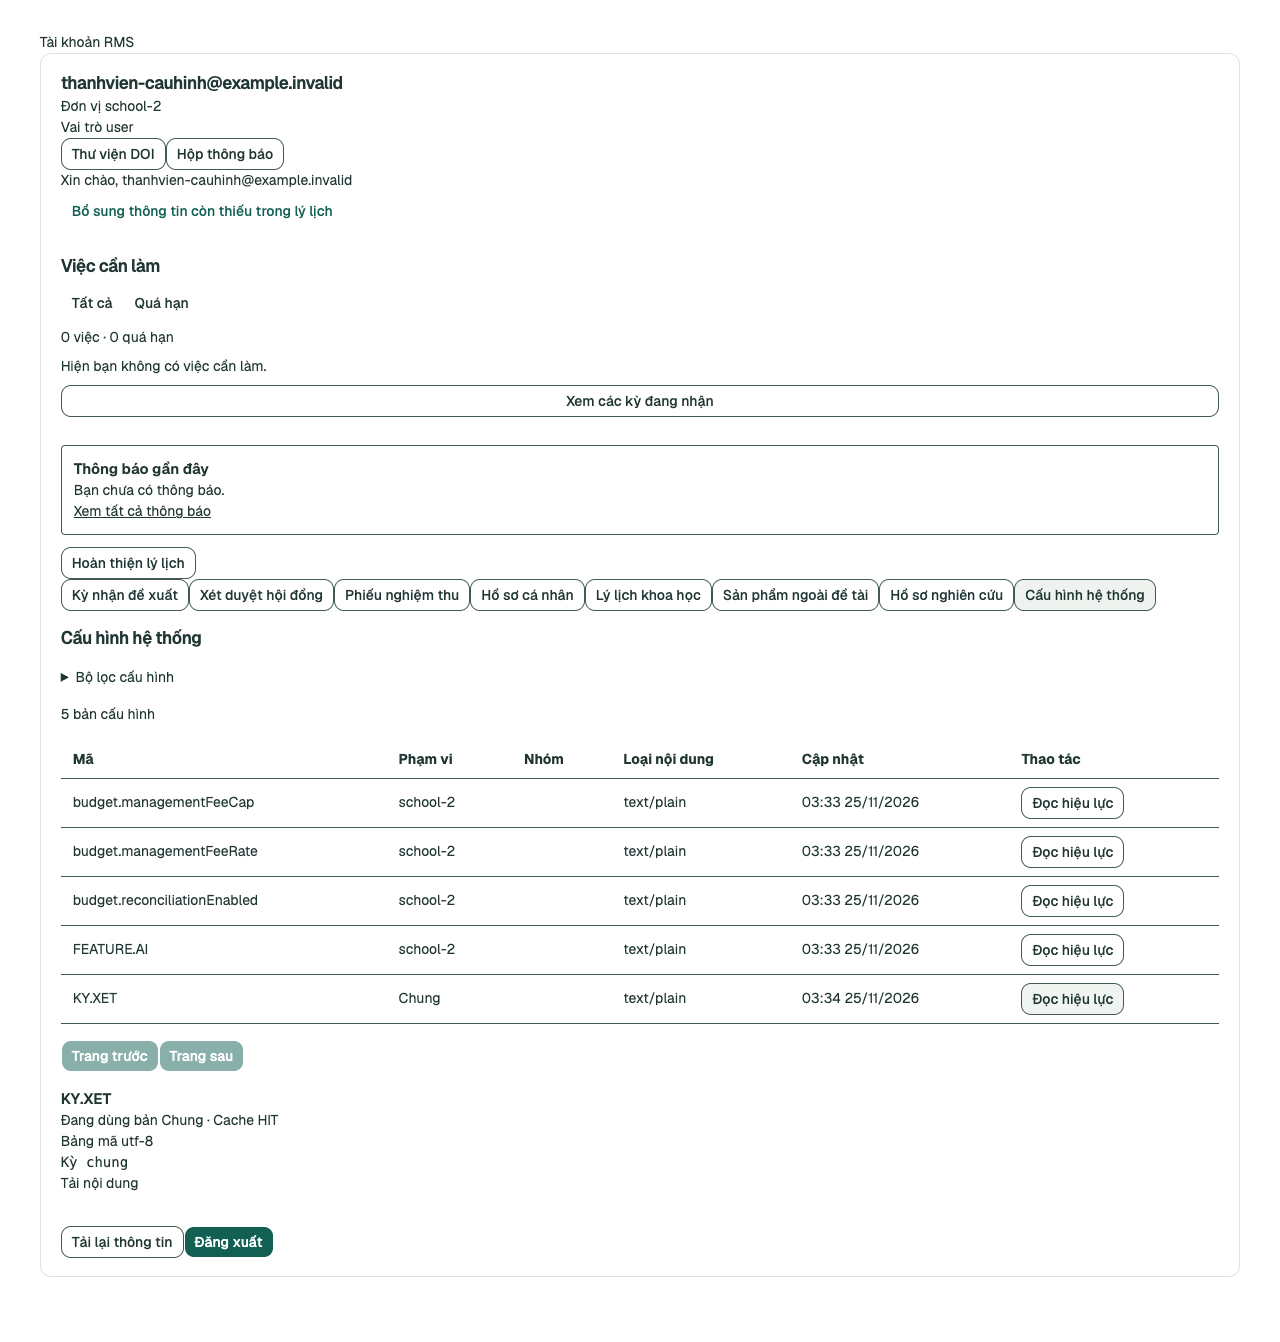 Tài khoản RMS
thanhvien-cauhinh@example.invalid
Đơn vị school-2
Vai trò user
Thư viện DOI Hộp thông báo
Xin chào, thanhvien-cauhinh@example.invalid
Bổ sung thông tin còn thiếu trong lý lịch
Việc cần làm
Tất cả Quá hạn
0 việc · 0 quá hạn
Hiện bạn không có việc cần làm.
Xem các kỳ đang nhận
Thông báo gần đây
Bạn chưa có thông báo.
Xem tất cả thông báo
Hoàn thiện lý lịch
Kỳ nhận đề xuất Xét duyệt hội đồng Phiếu nghiệm thu Hồ sơ cá nhân Lý lịch khoa học Sản phẩm ngoài đề tài Hồ sơ nghiên cứu Cấu hình hệ thống
Cấu hình hệ thống
Bộ lọc cấu hình
5 bản cấu hình
Mã Phạm vi Nhóm Loại nội dung Cập nhật Thao tác
budget.managementFeeCap school-2 text/plain 03:33 25/11/2026 Đọc hiệu lực
budget.managementFeeRate school-2 text/plain 03:33 25/11/2026 Đọc hiệu lực
budget.reconciliationEnabled school-2 text/plain 03:33 25/11/2026 Đọc hiệu lực
FEATURE.AI school-2 text/plain 03:33 25/11/2026 Đọc hiệu lực
KY.XET Chung text/plain 03:34 25/11/2026 Đọc hiệu lực
Trang trước Trang sau
KY.XET
Đang dùng bản Chung · Cache HIT
Bảng mã utf-8
Kỳ chung
Tải nội dung
Tải lại thông tin Đăng xuất